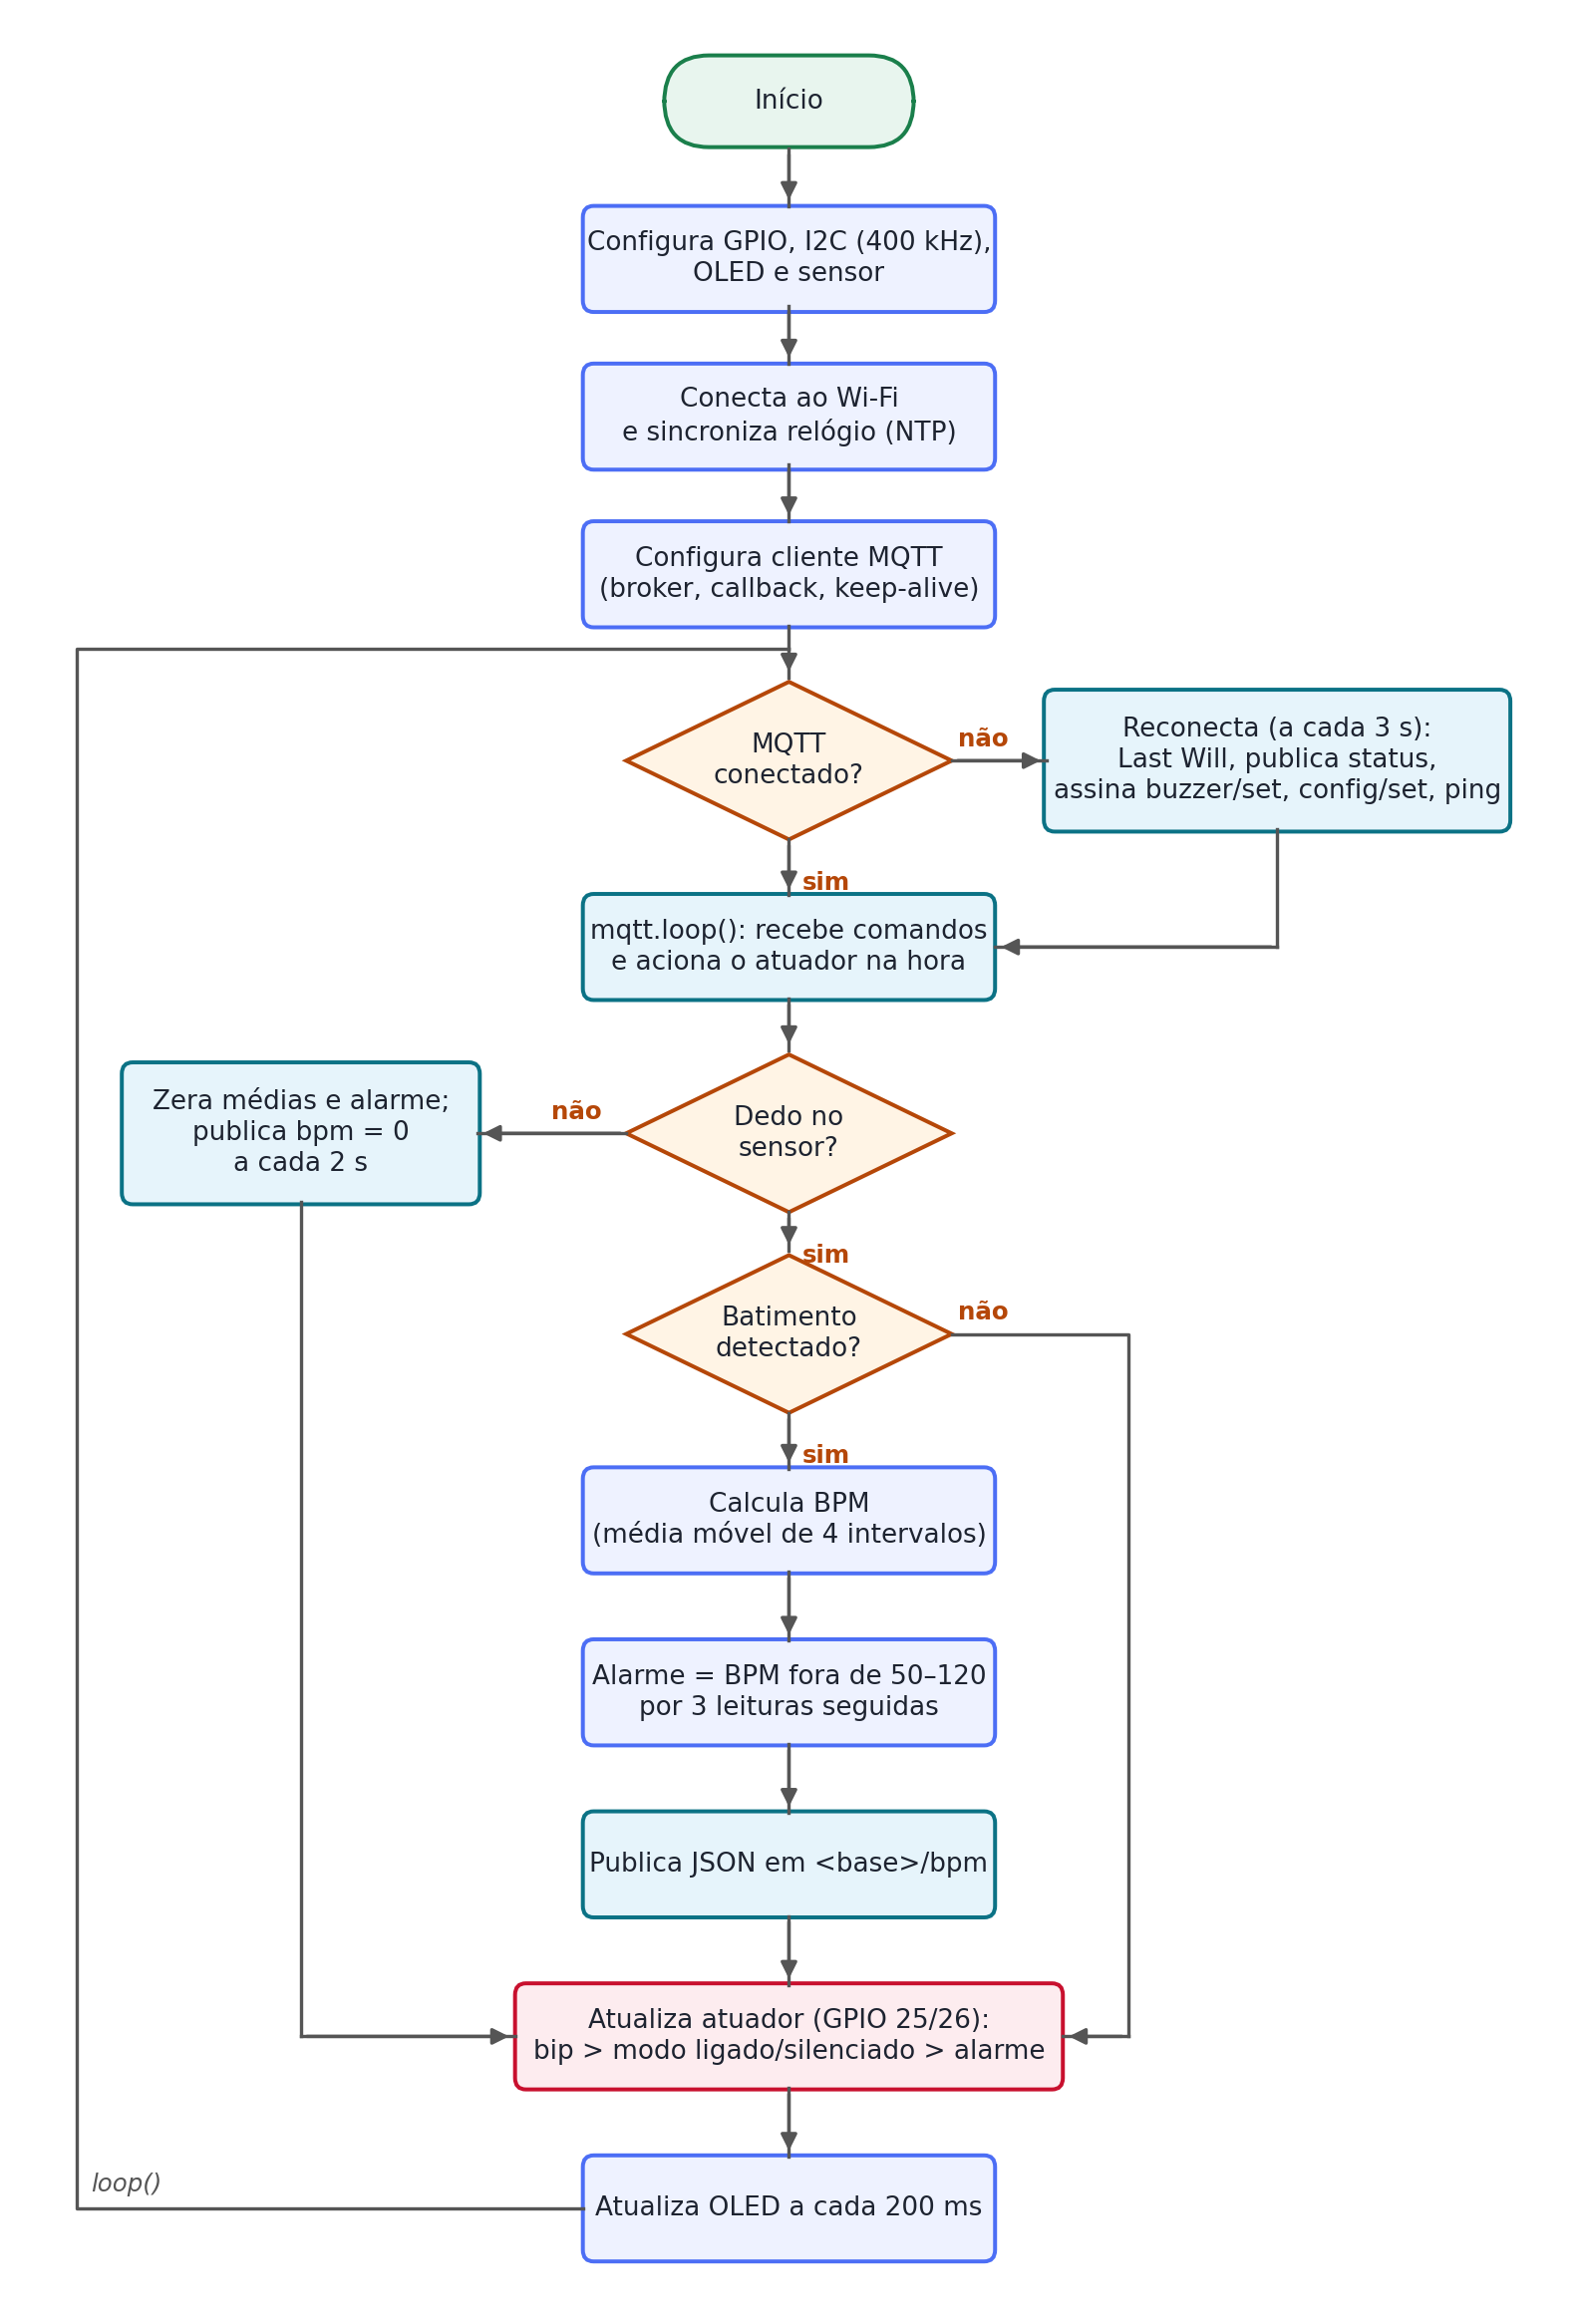 Início
Configura GPIO, I2C (400 kHz),
OLED e sensor
Conecta ao Wi-Fi
e sincroniza relógio (NTP)
Configura cliente MQTT
(broker, callback, keep-alive)
MQTT
conectado?
não
Reconecta (a cada 3 s):
Last Will, publica status,
assina buzzer/set, config/set, ping
sim
mqtt.loop(): recebe comandos
e aciona o atuador na hora
Dedo no
sensor?
não
Zera médias e alarme;
publica bpm = 0
a cada 2 s
sim
Batimento
detectado?
não
sim
Calcula BPM
(média móvel de 4 intervalos)
Alarme = BPM fora de 50–120
por 3 leituras seguidas
Publica JSON em <base>/bpm
Atualiza atuador (GPIO 25/26):
bip > modo ligado/silenciado > alarme
loop()
Atualiza OLED a cada 200 ms